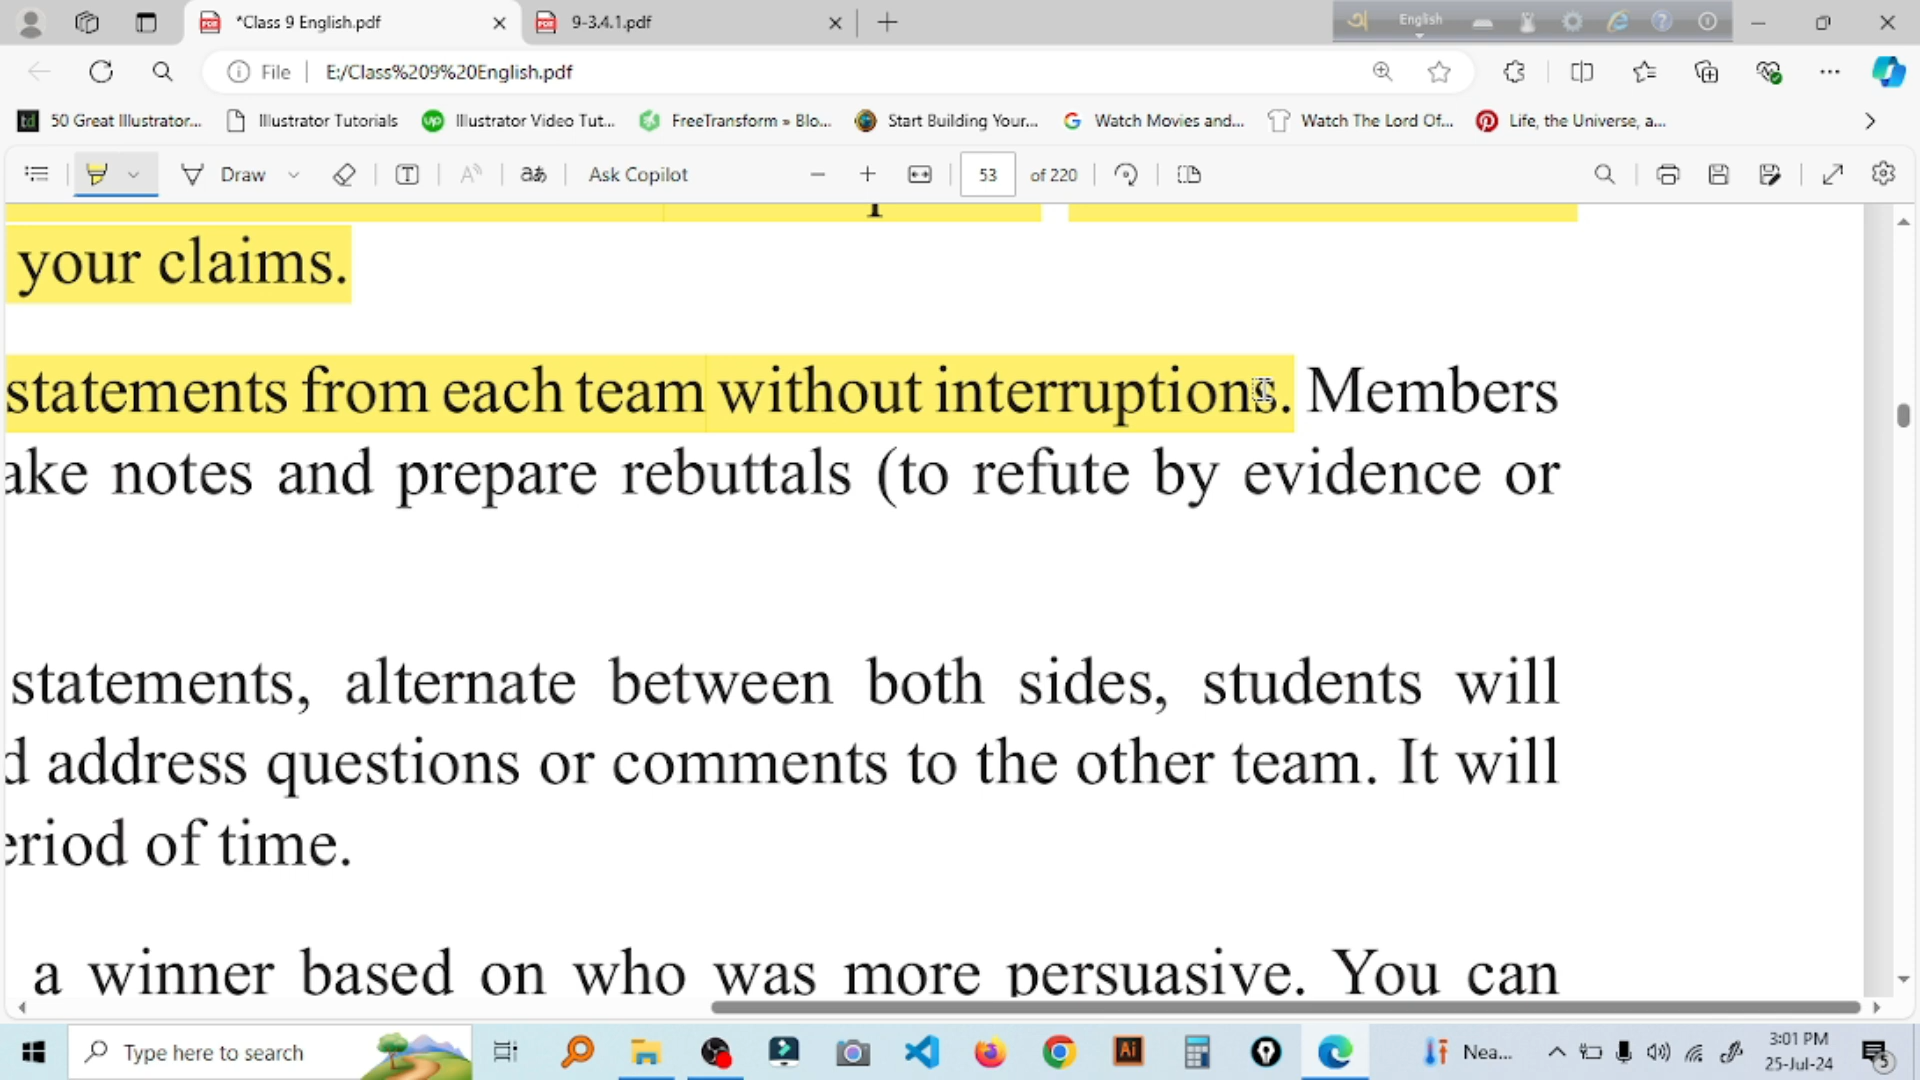 *Class 9 English.pdf
9-3.4.1.pdf
English
File
E:/Class%209%20English.pdf
50 Great Illustrator...
Illustrator Tutorials
Illustrator Video Tut...
FreeTransform » Blo...
Start Building Your...
Watch Movies and...
Watch The Lord Of...
Life, the Universe, a...
Draw
Ask Copilot
53
of 220
your claims.
statements from each team without interruptions. Members
ake notes and prepare rebuttals (to refute by evidence or
statements, alternate between both sides, students will
d address questions or comments to the other team. It will
eriod of time.
a winner based on who was more persuasive. You can
Type here to search
Nea...
3:01 PM
25-Jul-24
5